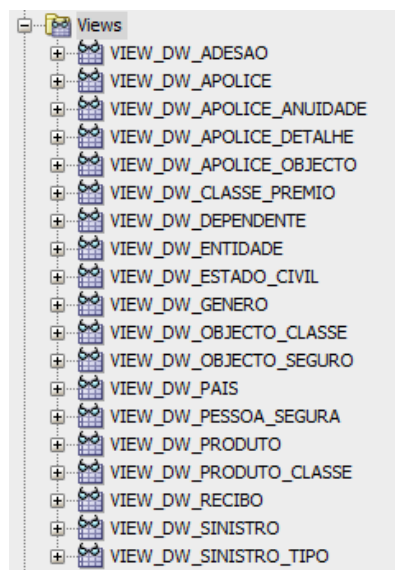 Views
VIEW_DW_ADESAO
VIEW_DW_APOLICE
VIEW_DW_APOLICE_ANUIDADE
VIEW_DW_APOLICE_DETALHE
VIEW_DW_APOLICE_OBJECTO
VIEW_DW_CLASSE_PREMIO
VIEW_DW_DEPENDENTE
VIEW_DW_ENTIDADE
VIEW_DW_ESTADO_CIVIL
VIEW_DW_GENERO
VIEW_DW_OBJECTO_CLASSE
VIEW_DW_OBJECTO_SEGURO
VIEW_DW_PAIS
VIEW_DW_PESSOA_SEGURA
VIEW_DW_PRODUTO
VIEW_DW_PRODUTO_CLASSE
VIEW_DW_RECIBO
VIEW_DW_SINISTRO
VIEW_DW_SINISTRO_TIPO